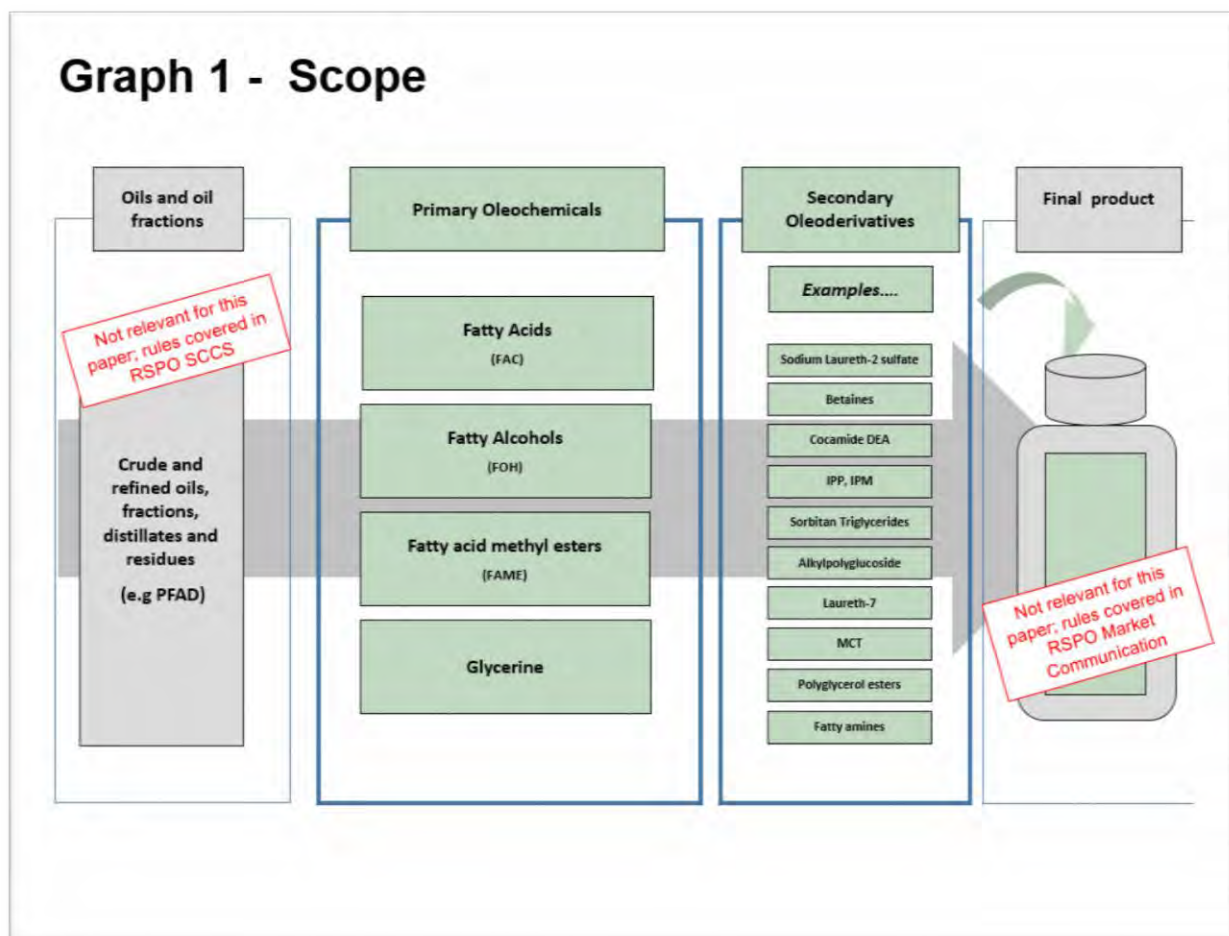 Graph 1 - Scope
Oils and oil
fractions
Not relevant for this
paper; rules covered in
RSPO SCCS
Crude and
refined oils,
fractions,
distillates and
residues
(e.g PFAD)
Primary Oleochemicals
Fatty Acids
(FAC)
Fatty Alcohols
(FOH)
Fatty acid methyl esters
(FAME)
Glycerine
Secondary
Oleoderivatives
Examples....
Sodium Laureth-2 sulfate
Betaines
Cocamide DEA
IPP, IPM
Sorbitan Triglycerides
Alkylpolyglucoside
Laureth-7
MCT
Polyglycerol esters
Fatty amines
Final product
Not relevant for this
paper; rules covered in
RSPO Market
Communication